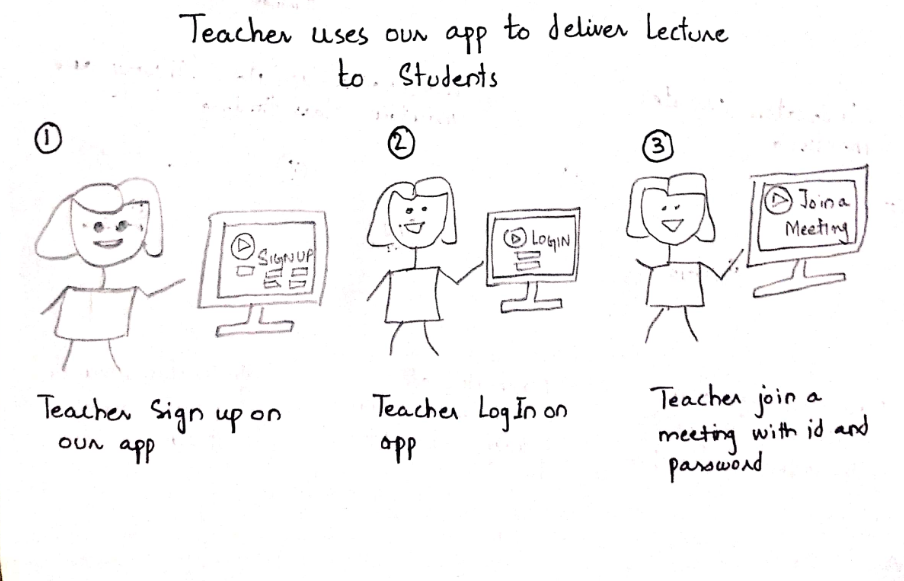 Teacher uses our app to deliver Lecture
to Students
1
2
3
SIGNUP
LOGIN
Join a
Meeting
Teacher Sign up on
our app
Teacher LogIn on
app
Teacher join a
meeting with id and
password